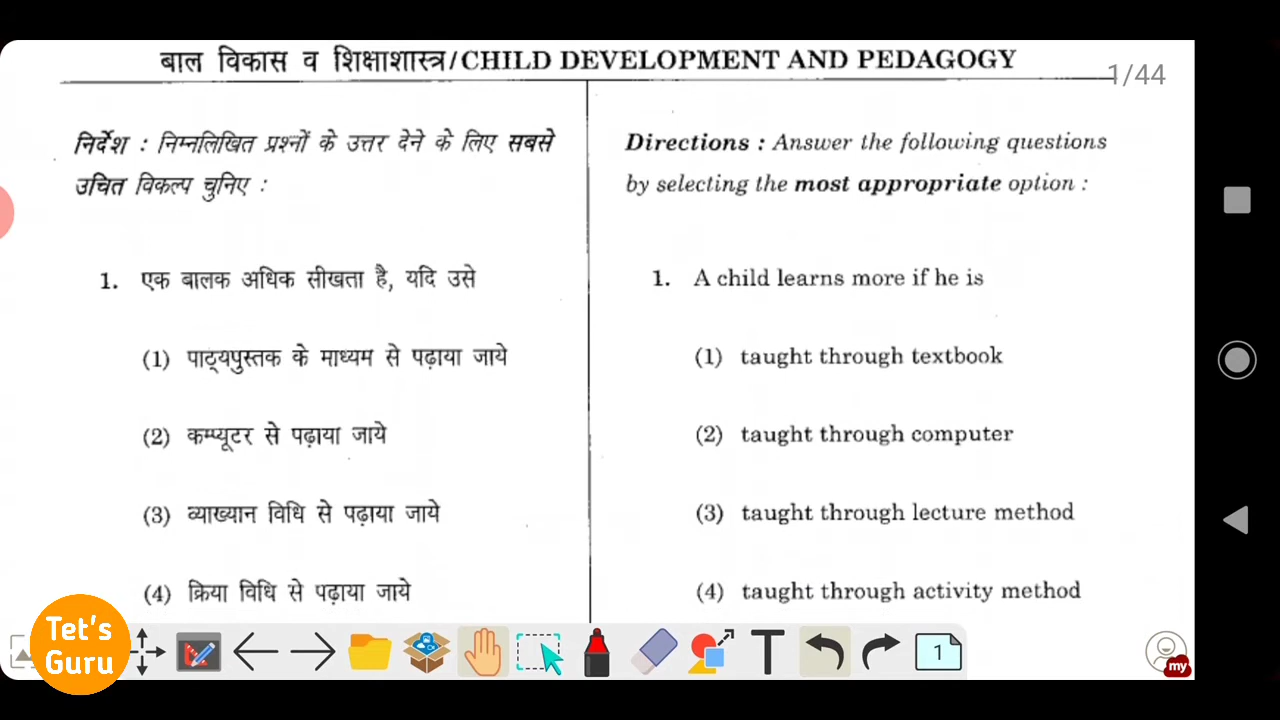 बाल विकास व शिक्षाशास्त्र/CHILD DEVELOPMENT AND PEDAGOGY
1/44
निर्देश : निम्नलिखित प्रश्नों के उत्तर देने के लिए सबसे
उचित विकल्प चुनिए :
1. एक बालक अधिक सीखता है, यदि उसे
(1) पाठ्यपुस्तक के माध्यम से पढ़ाया जाये
(2) कम्प्यूटर से पढ़ाया जाये
(3) व्याख्यान विधि से पढ़ाया जाये
(4) क्रिया विधि से पढ़ाया जाये
Directions : Answer the following questions
by selecting the most appropriate option :
1. A child learns more if he is
(1) taught through textbook
(2) taught through computer
(3) taught through lecture method
(4) taught through activity method
Tet's
Guru
T
1
my